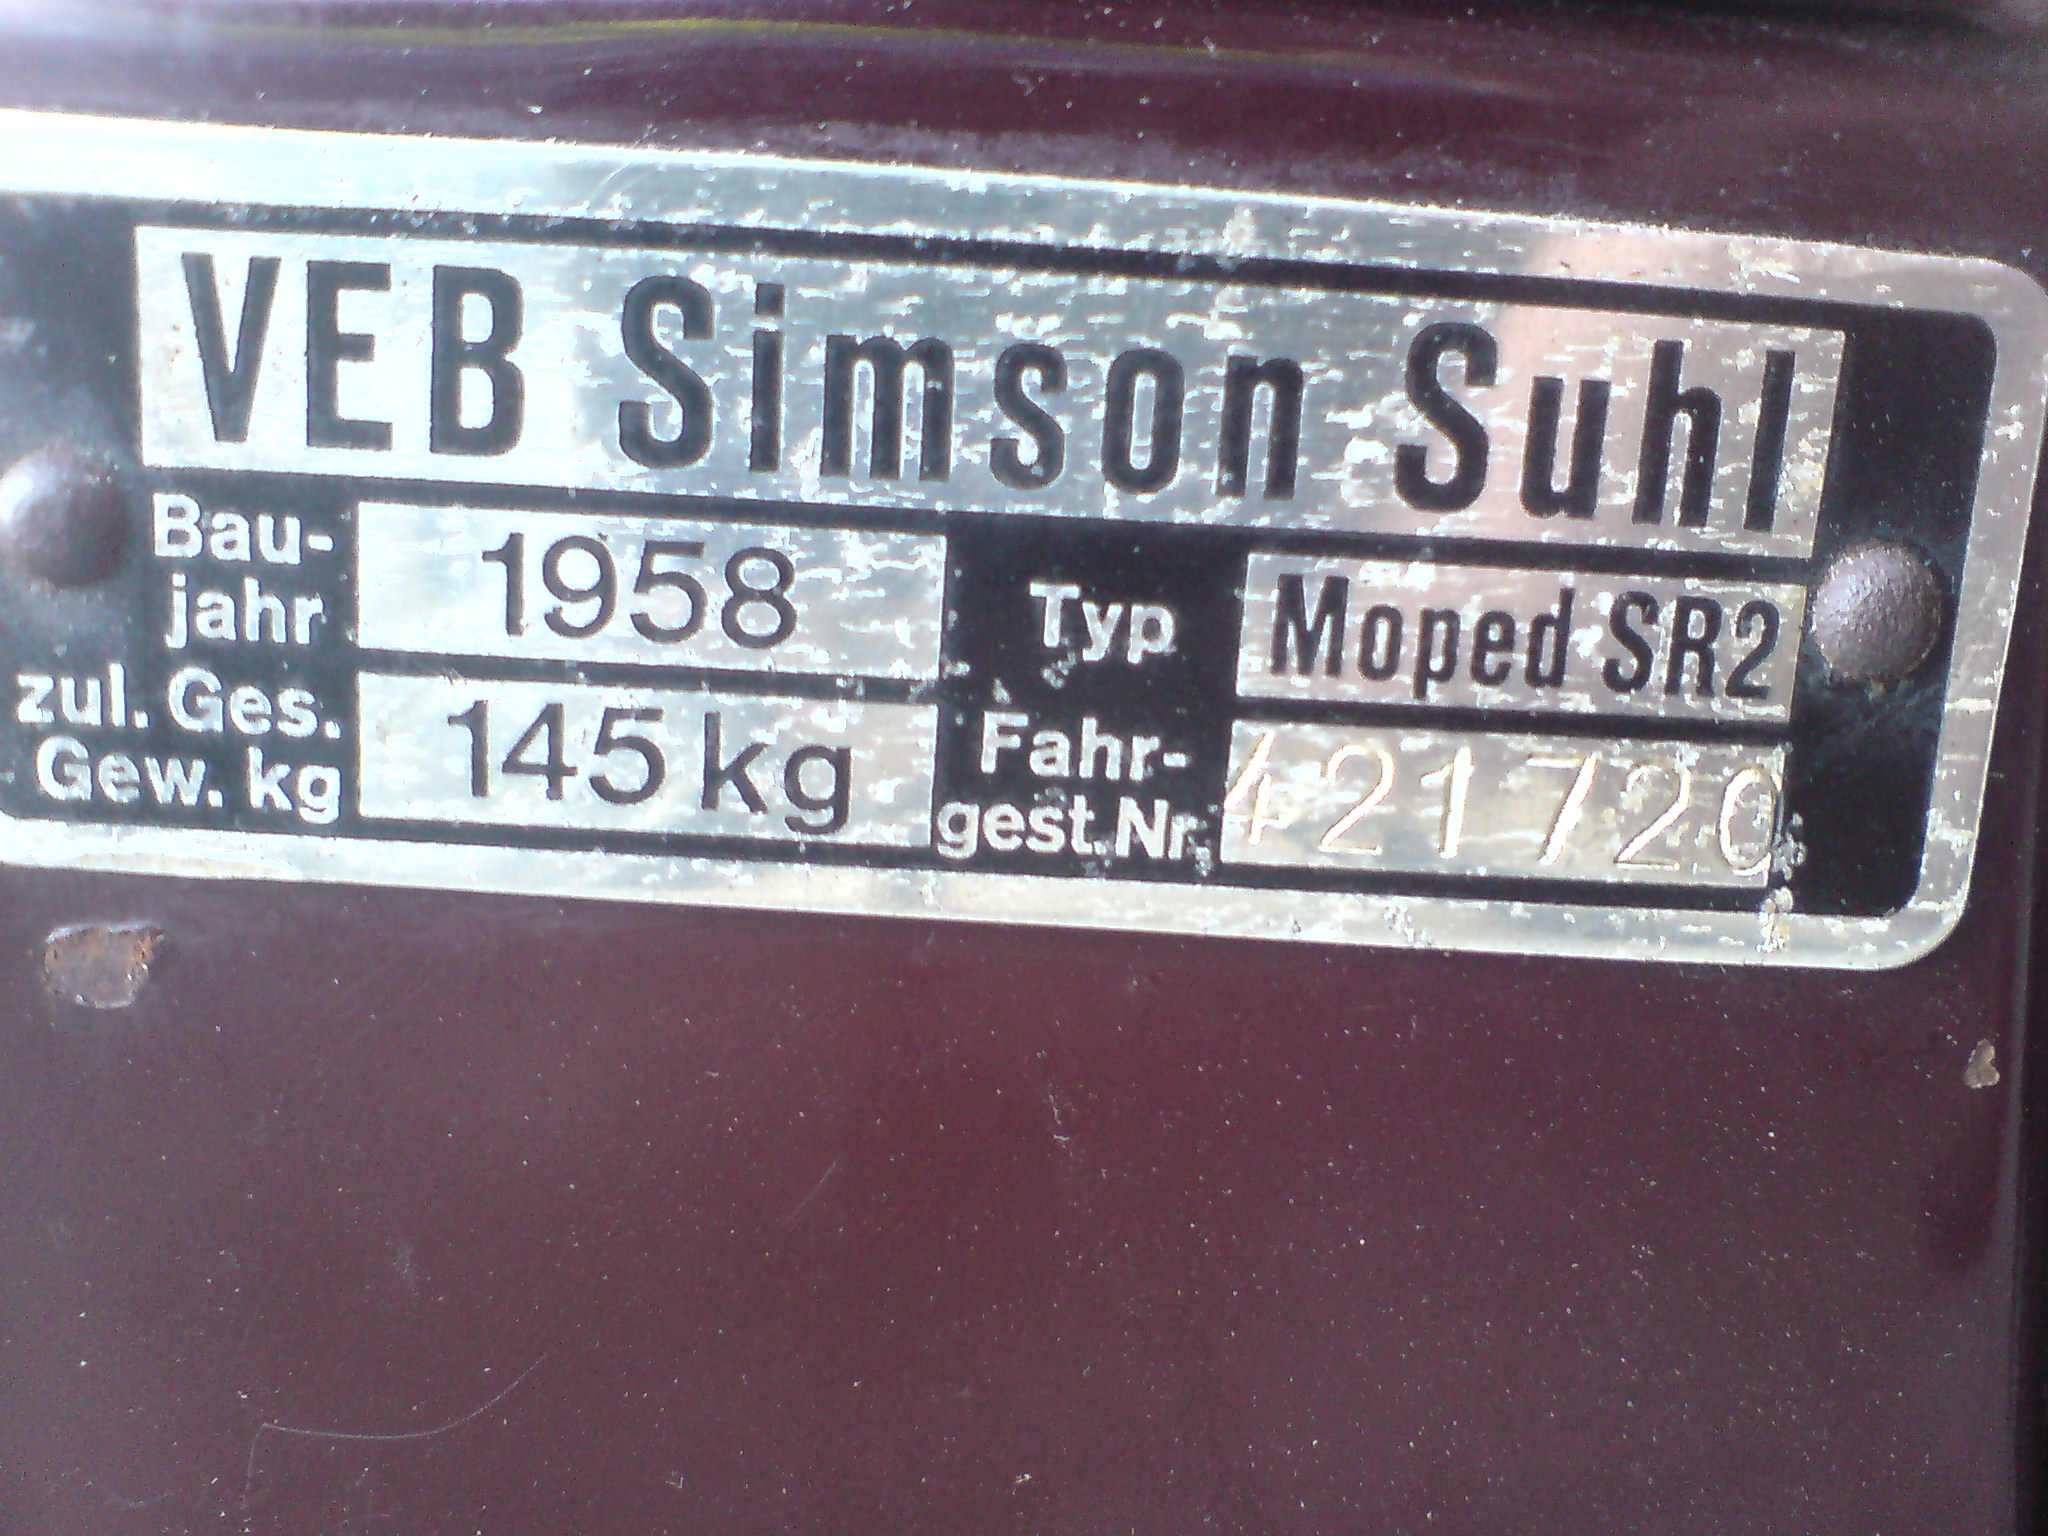 VEB Simson Suhl
Bau-
jahr
1958
Typ
Moped SR2
zul. Ges.
Gew. kg
145 kg
Fahr-
gest.Nr.
421720